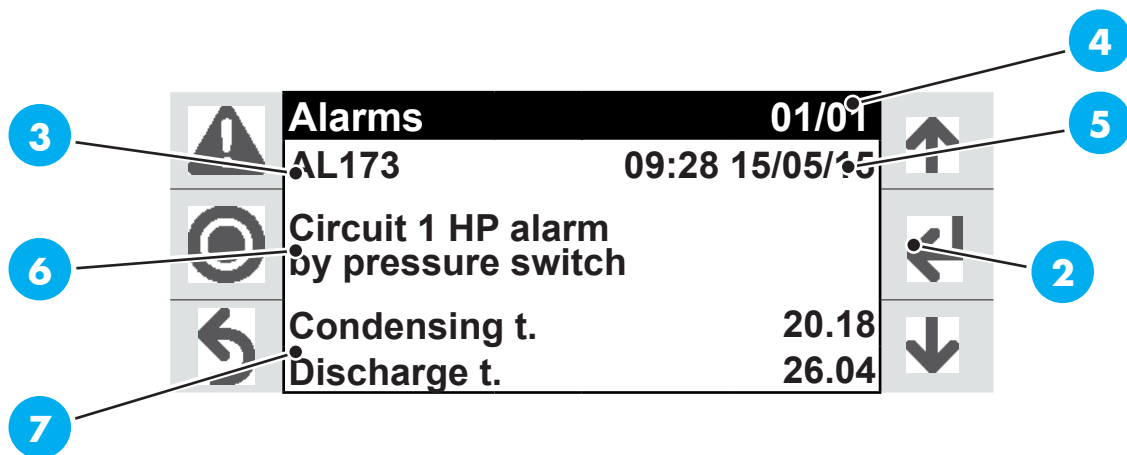 4
Alarms 01/01
3
5
AL173 09:28 15/05/15
Circuit 1 HP alarm
6
by pressure switch
2
Condensing t. 20.18
Discharge t. 26.04
7